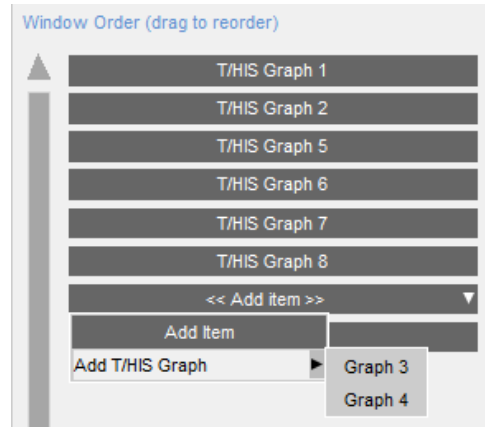 Window Order (drag to reorder)
T/HIS Graph 1
T/HIS Graph 2
T/HIS Graph 5
T/HIS Graph 6
T/HIS Graph 7
T/HIS Graph 8
<< Add item >>
Add Item
Add T/HIS Graph
Graph 3
Graph 4